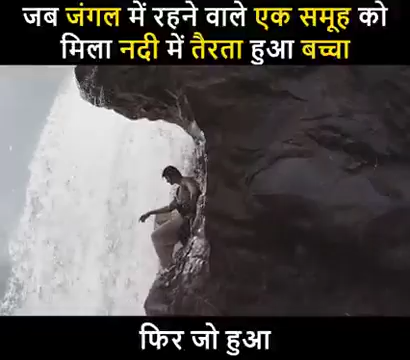 जब जंगल में रहने वाले एक समूह को
मिला नदी में तैरता हुआ बच्चा
फिर जो हुआ